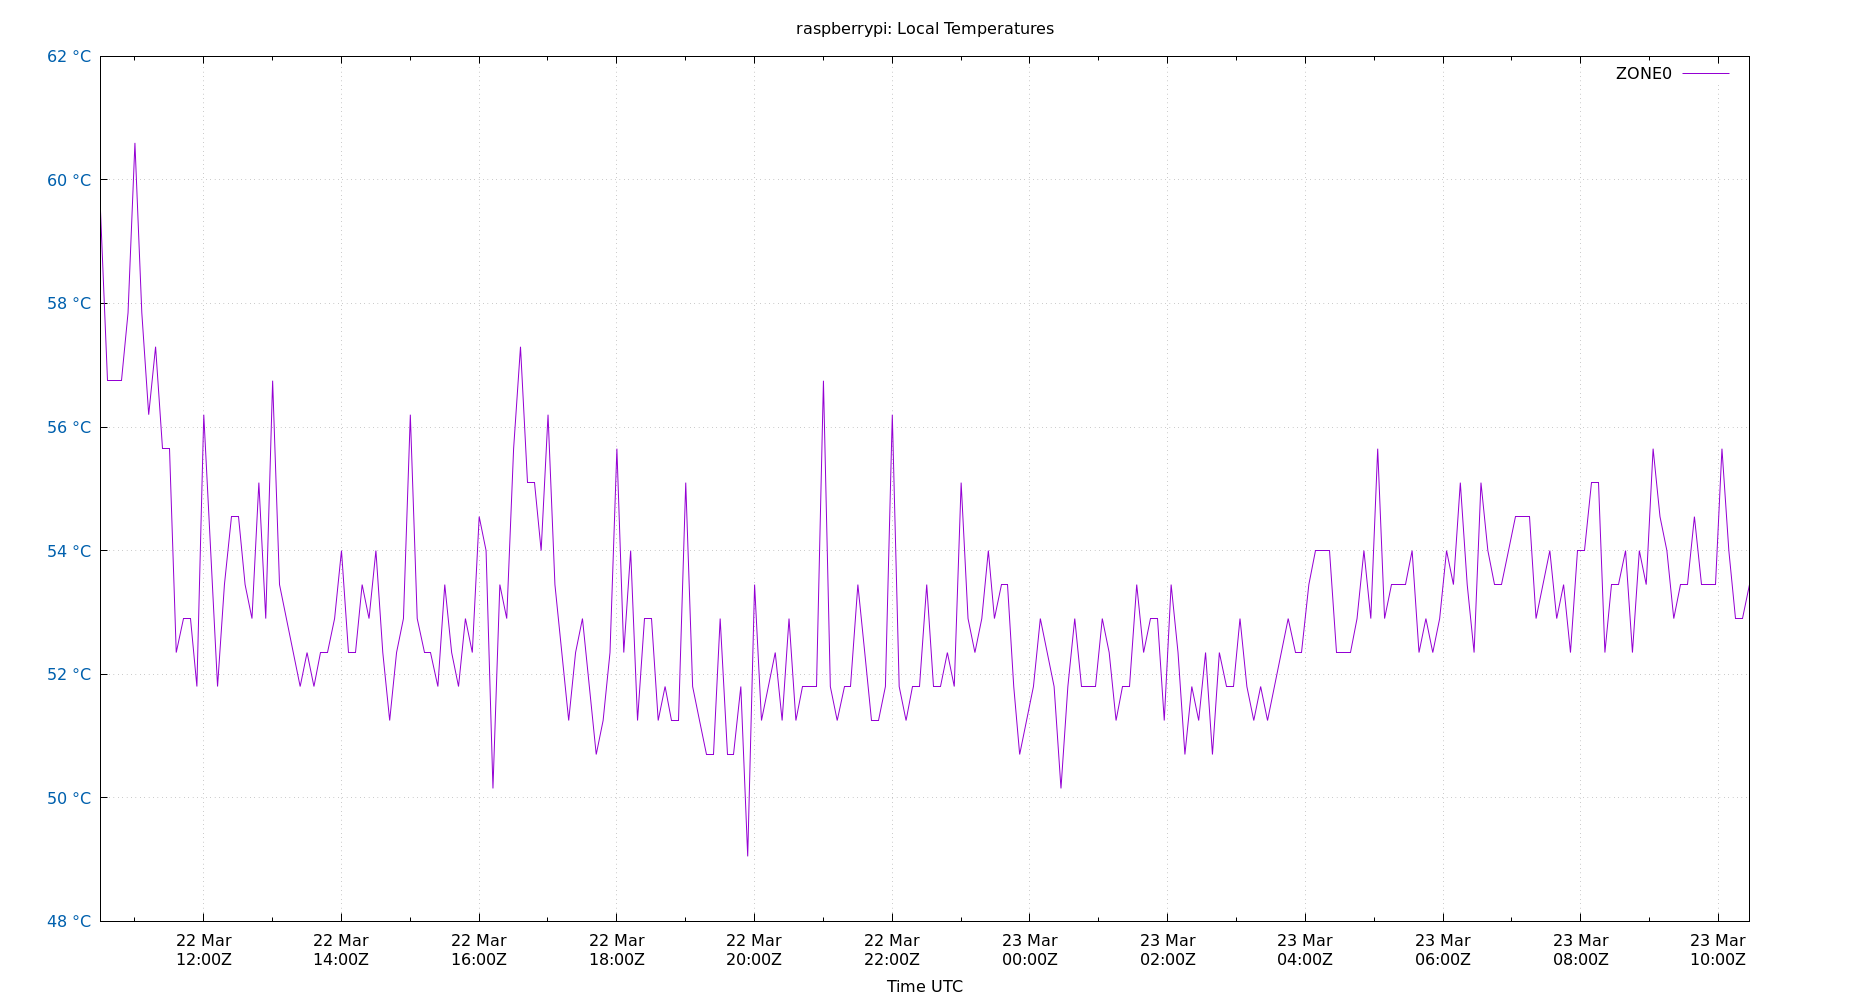 raspberrypi: Local Temperatures
ZONE0
62 °C
60 °C
58 °C
56 °C
54 °C
52 °C
50 °C
48 °C
22 Mar 22 Mar 22 Mar 22 Mar 22 Mar 22 Mar 23 Mar 23 Mar 23 Mar 23 Mar 23 Mar 23 Mar
12:00Z 14:00Z 16:00Z 18:00Z 20:00Z 22:00Z 00:00Z 02:00Z 04:00Z 06:00Z 08:00Z 10:00Z
Time UTC